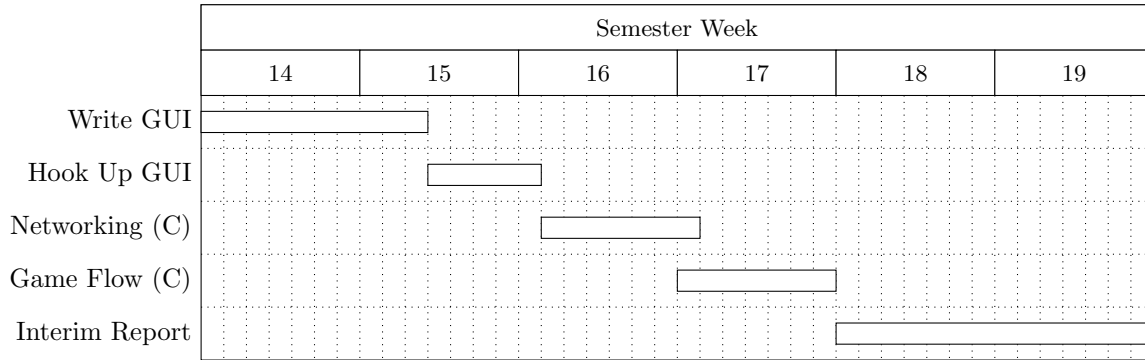 Semester Week
14 15 16 17 18 19
Write GUI
Hook Up GUI
Networking (C)
Game Flow (C)
Interim Report